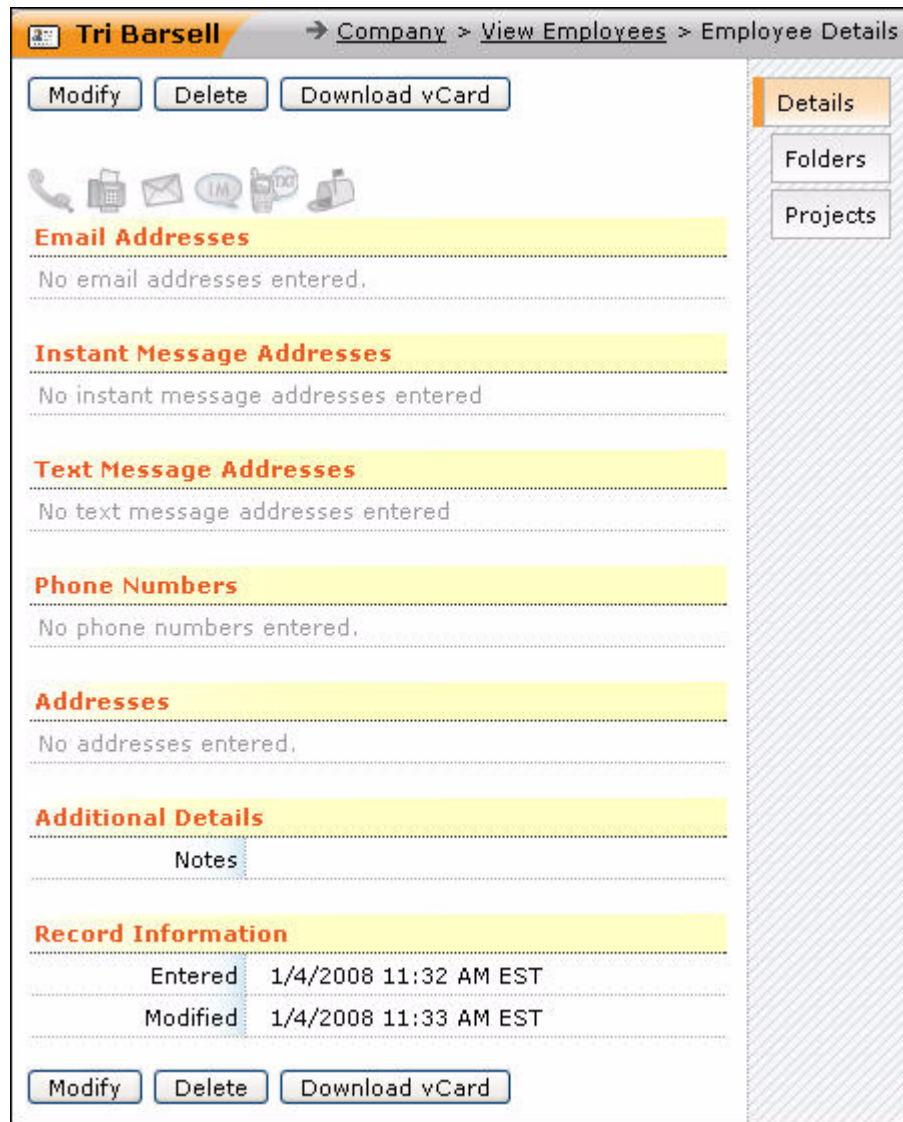 Tri Barsell → Company > View Employees > Employee Details
Modify Delete Download vCard
Details
Folders
Projects
IM TXT
Email Addresses
No email addresses entered.
Instant Message Addresses
No instant message addresses entered
Text Message Addresses
No text message addresses entered
Phone Numbers
No phone numbers entered.
Addresses
No addresses entered.
Additional Details
Notes
Record Information
Entered 1/4/2008 11:32 AM EST
Modified 1/4/2008 11:33 AM EST
Modify Delete Download vCard